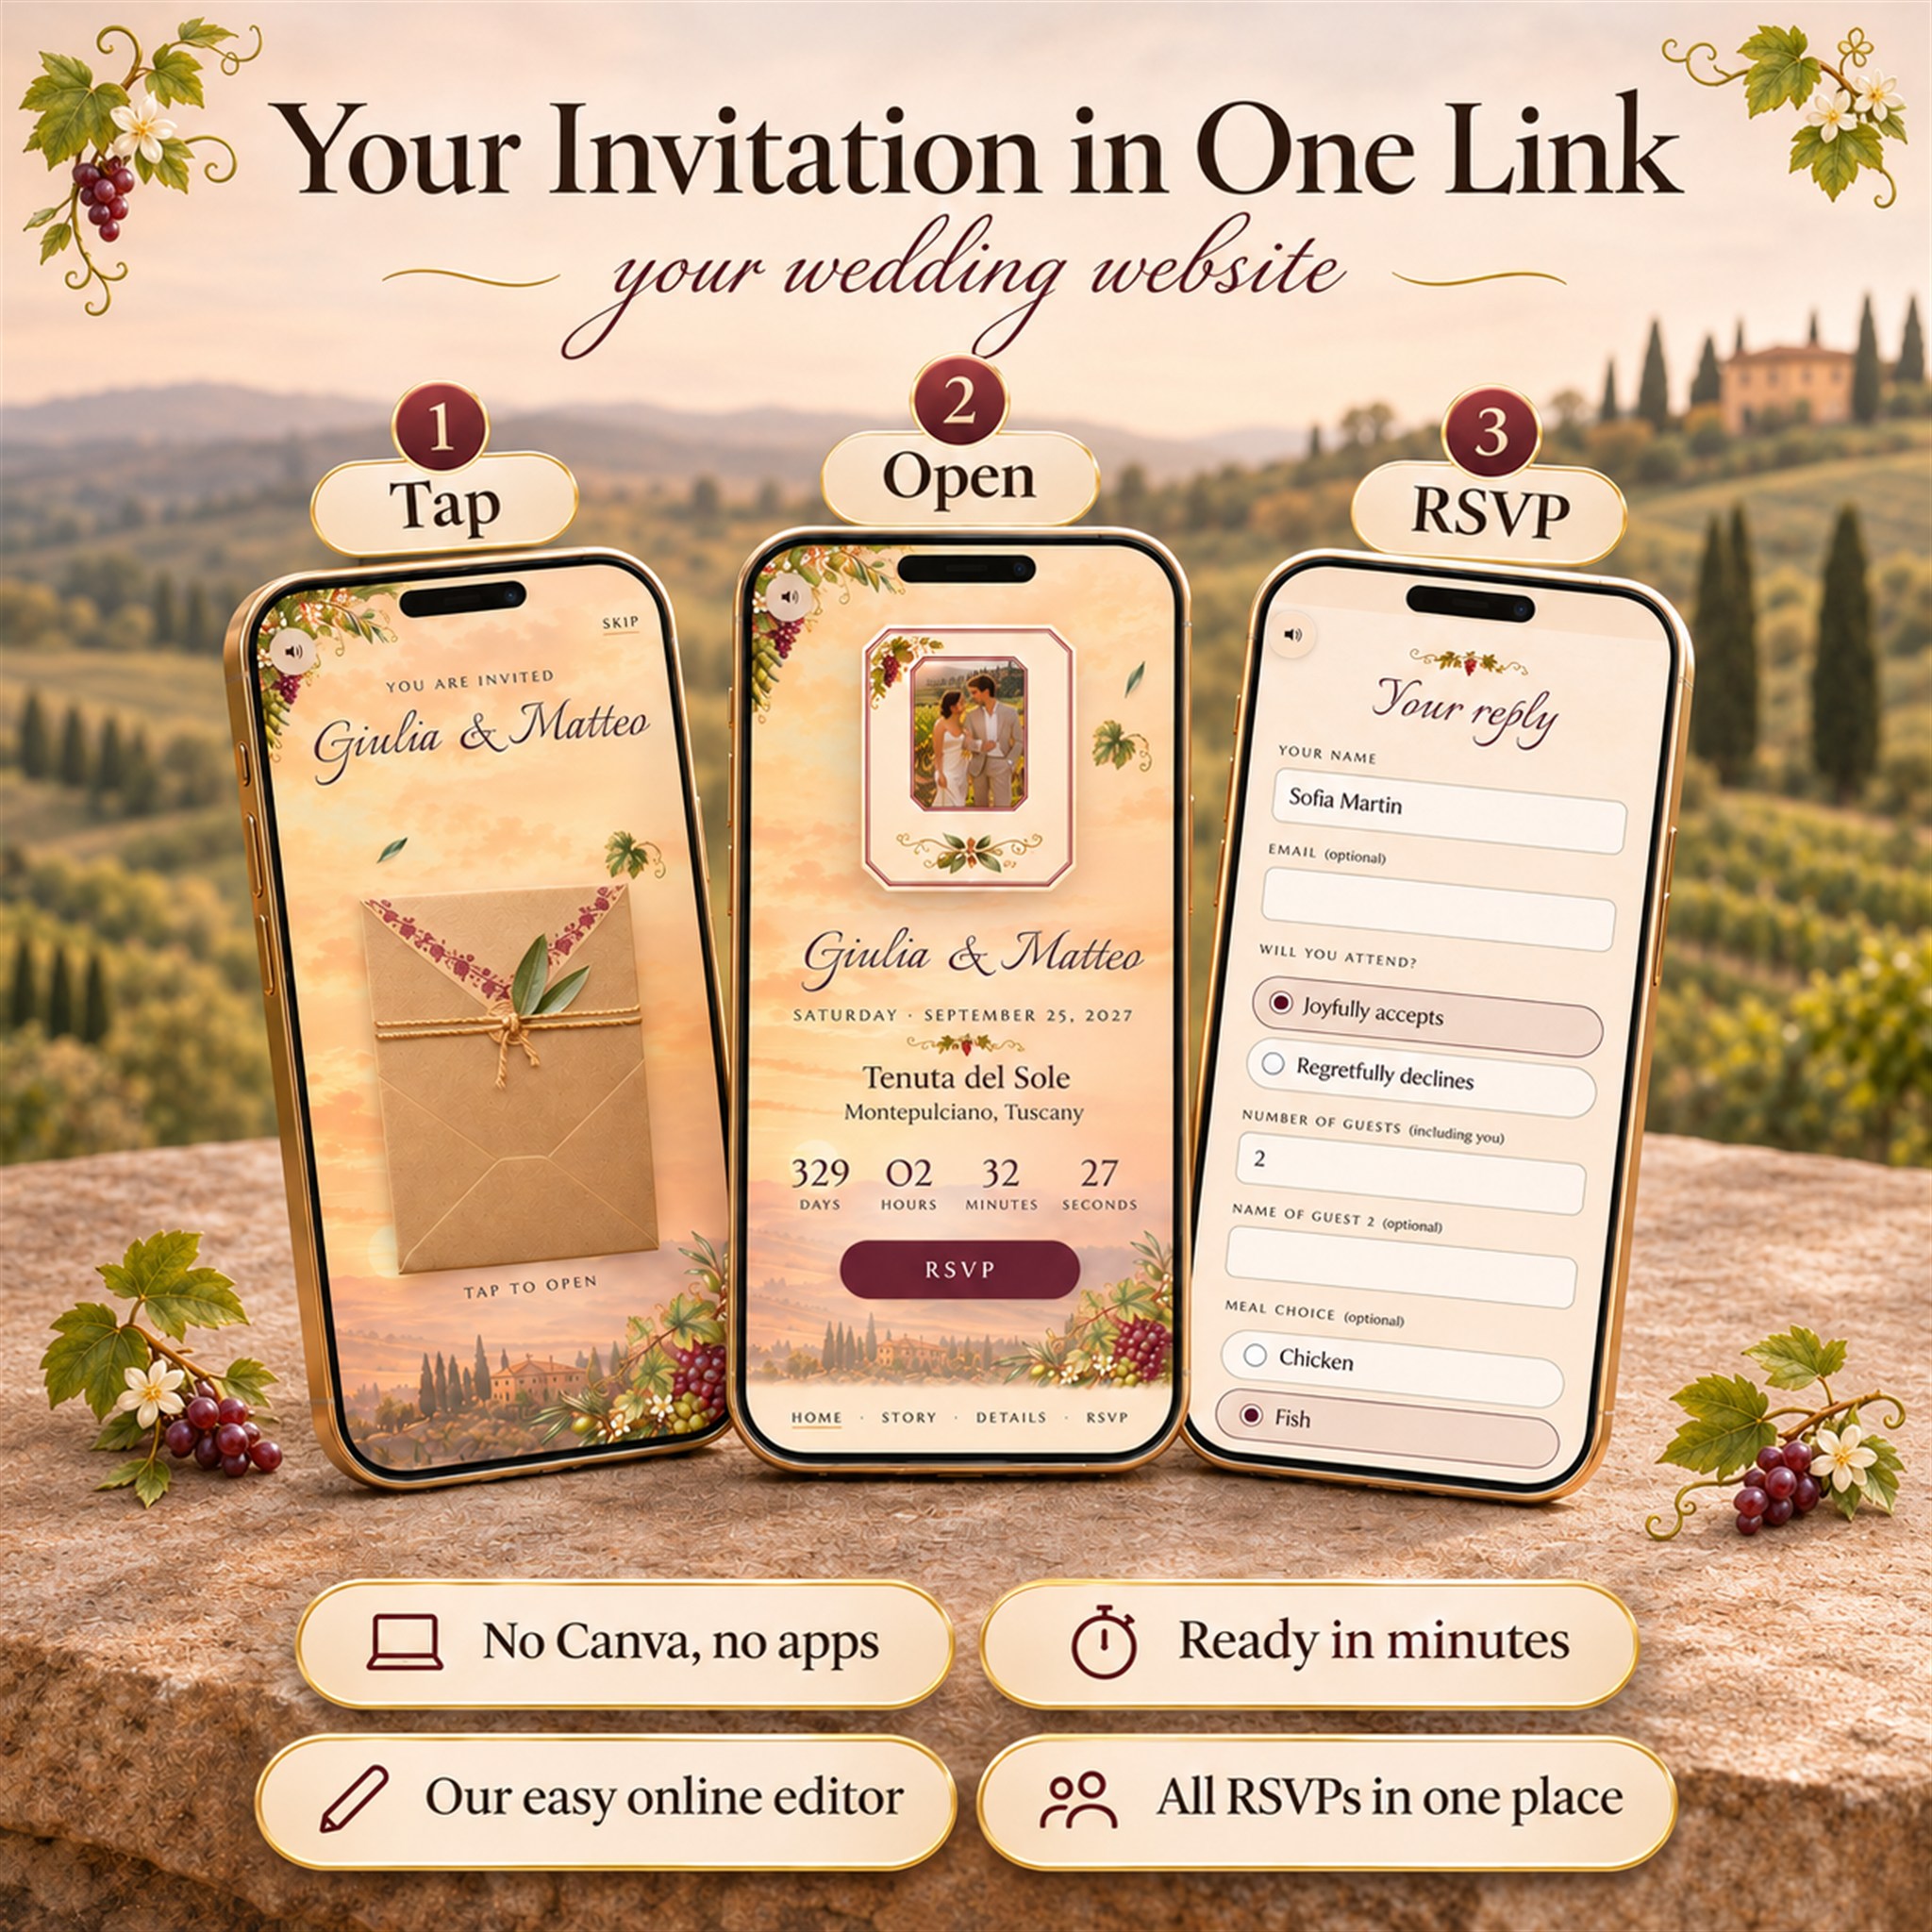 Your Invitation in One Link
your wedding website
1
Tap
2
Open
3
RSVP
SKIP
YOU ARE INVITED
Giulia & Matteo
TAP TO OPEN
Giulia & Matteo
SATURDAY · SEPTEMBER 25, 2027
Tenuta del Sole
Montepulciano, Tuscany
329 02 32 27
DAYS HOURS MINUTES SECONDS
RSVP
HOME · STORY · DETAILS · RSVP
Your reply
YOUR NAME
Sofia Martin
EMAIL (optional)
WILL YOU ATTEND?
Joyfully accepts
Regretfully declines
NUMBER OF GUESTS (including you)
2
NAME OF GUEST 2 (optional)
MEAL CHOICE (optional)
Chicken
Fish
No Canva, no apps
Ready in minutes
Our easy online editor
All RSVPs in one place